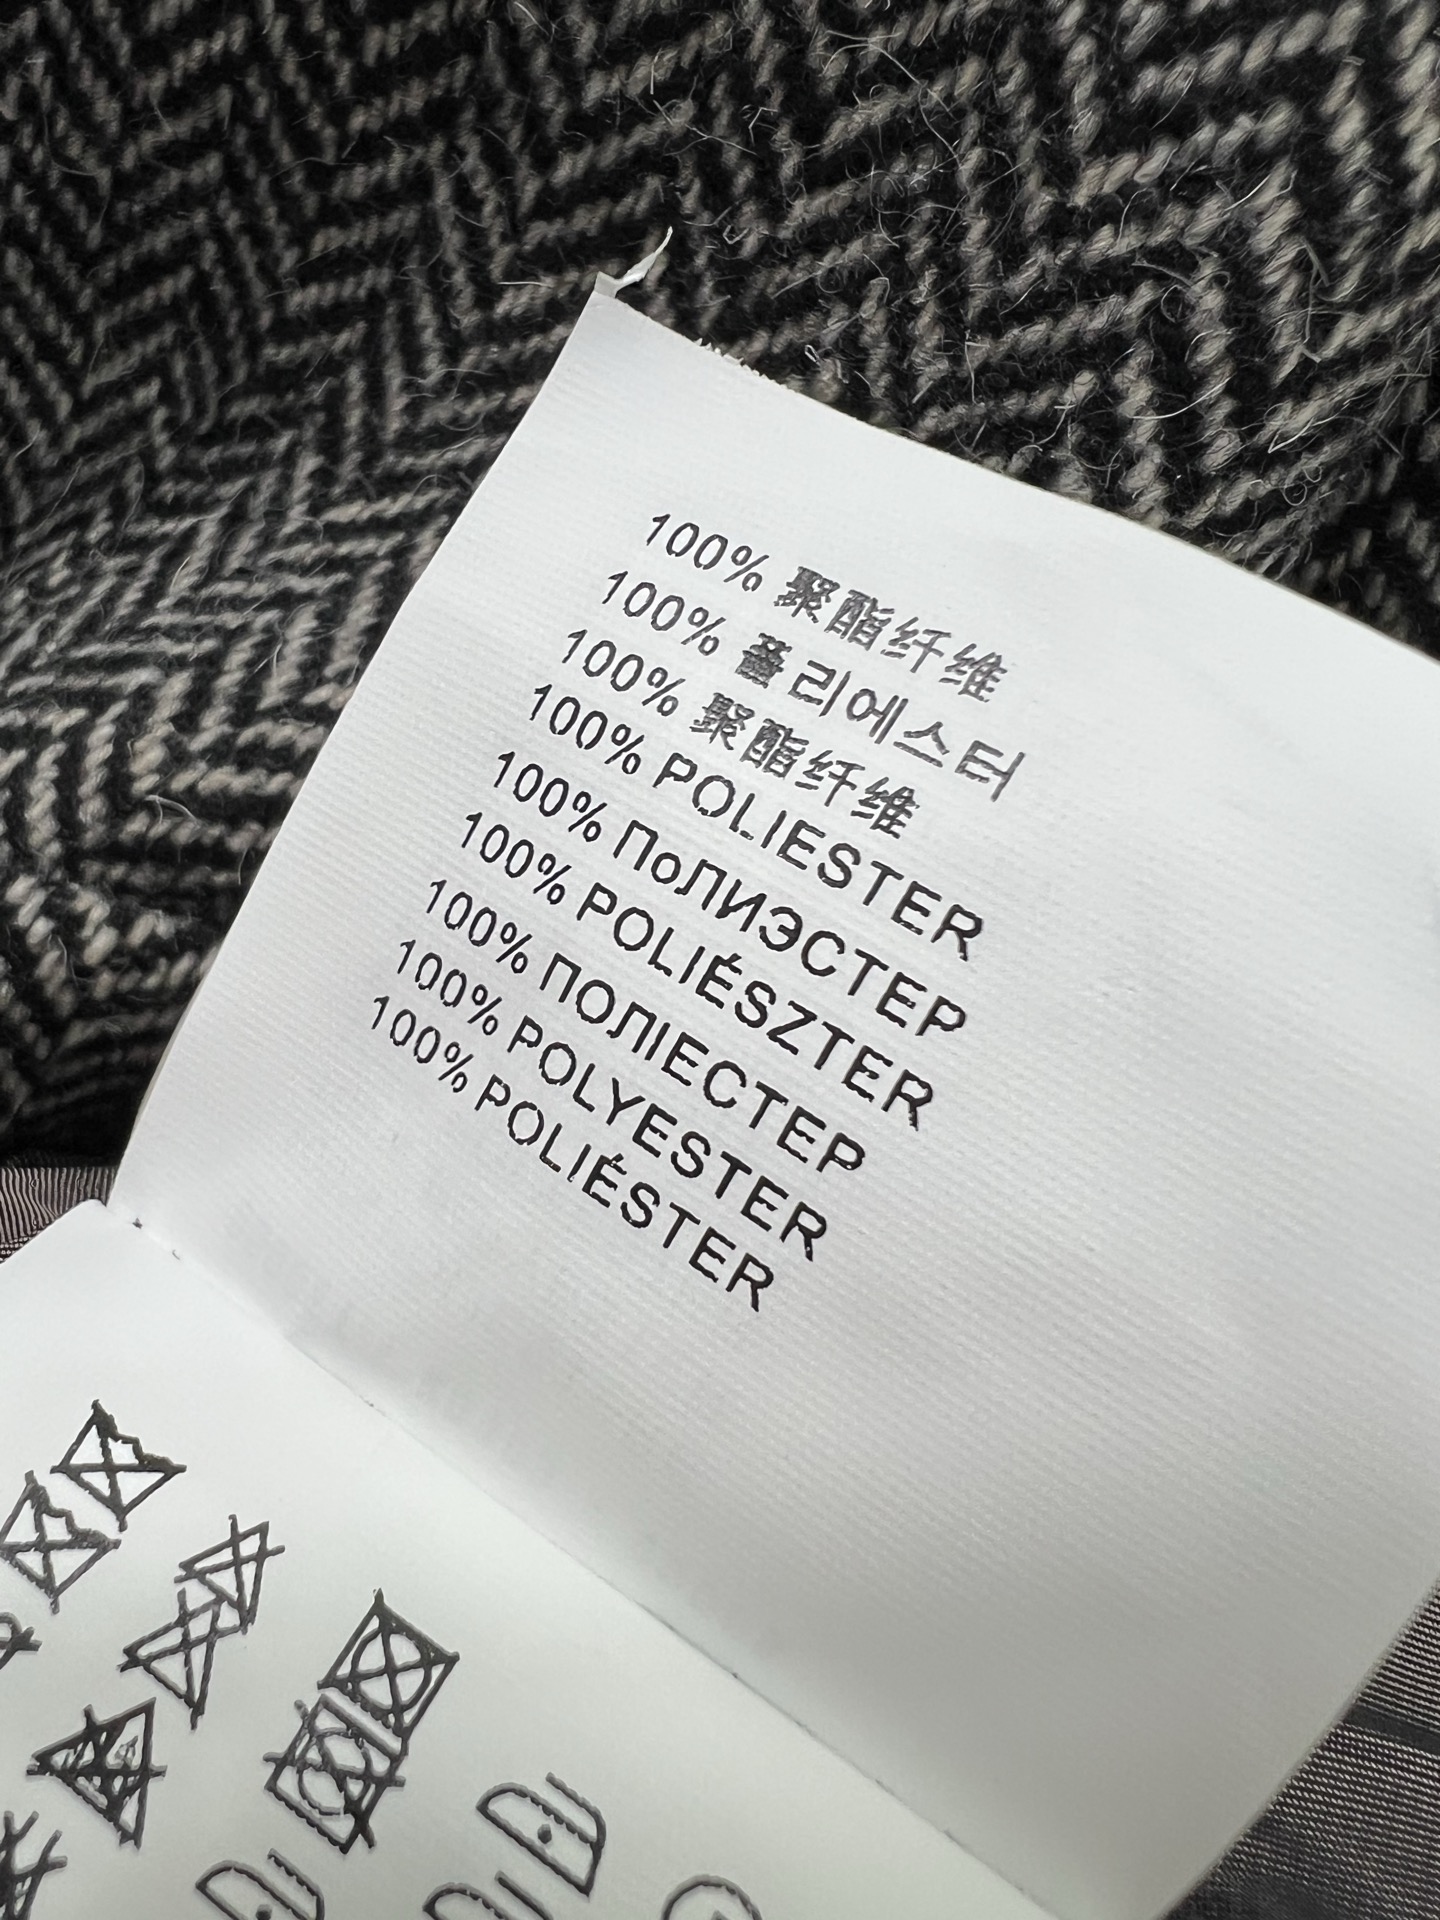 100% 聚酯纤维
100% 폴리에스터
100% 聚酯纤维
100% POLIESTER
100% ПоЛИЭСТЕР
100% POLIÉSZTER
100% ПОЛІЕСТЕР
100% POLYESTER
100% POLIÉSTER